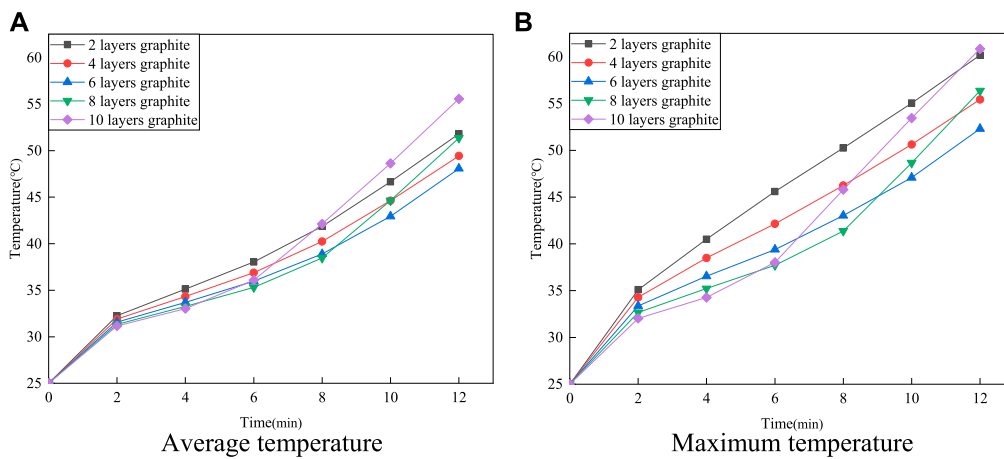 A
2 layers graphite
4 layers graphite
6 layers graphite
8 layers graphite
10 layers graphite
Temperature(℃)
60
55
50
45
40
35
30
25
0 2 4 6 8 10 12
Time(min)
Average temperature
B
2 layers graphite
4 layers graphite
6 layers graphite
8 layers graphite
10 layers graphite
Temperature(℃)
60
55
50
45
40
35
30
25
0 2 4 6 8 10 12
Time(min)
Maximum temperature